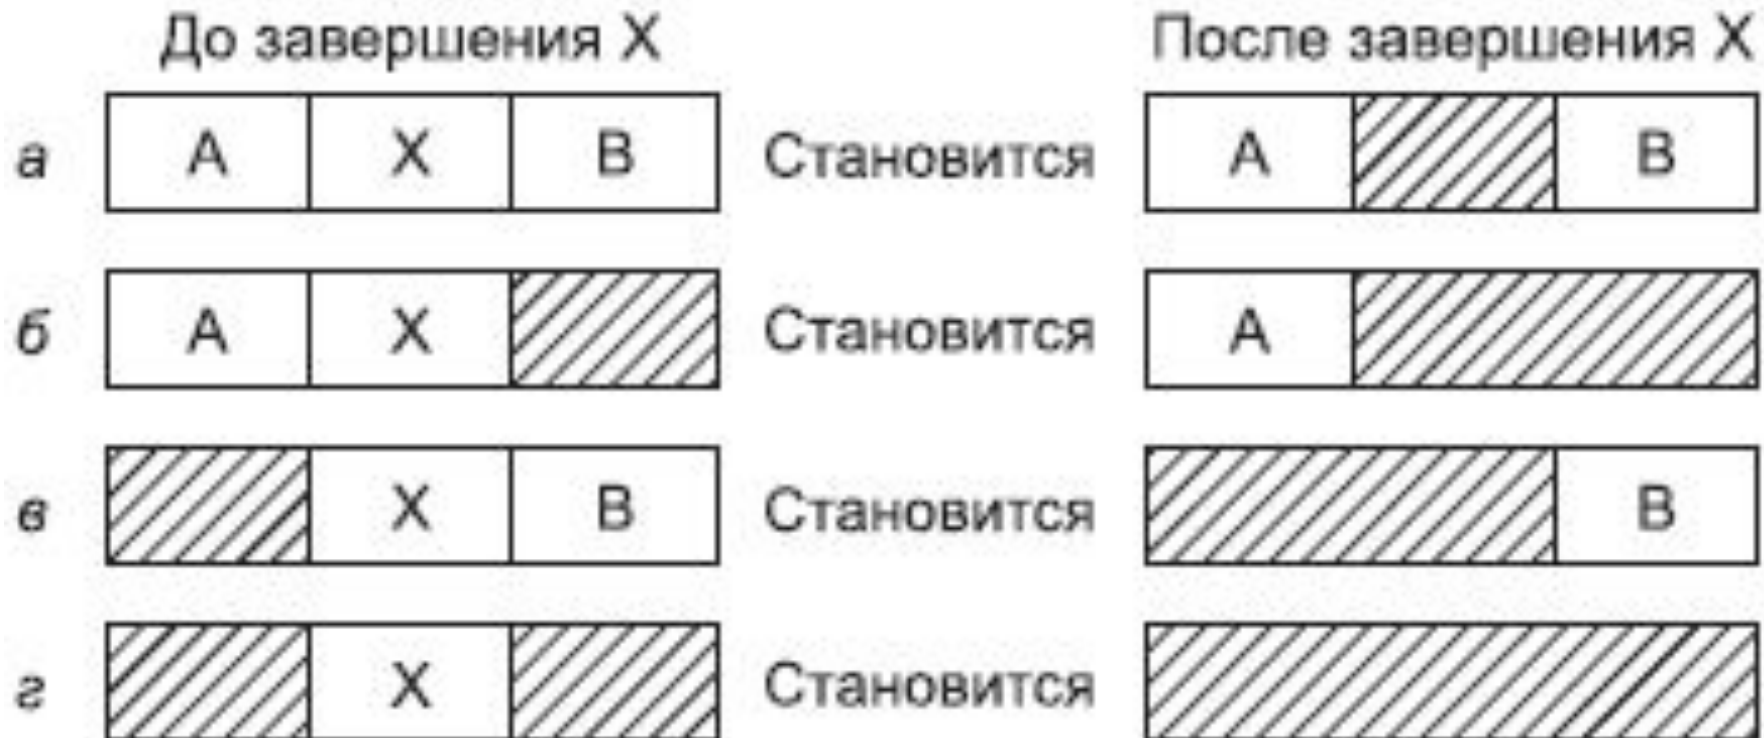 До завершения X После завершения X
а A X B Становится A B
б A X Становится A
в X B Становится B
г X Становится